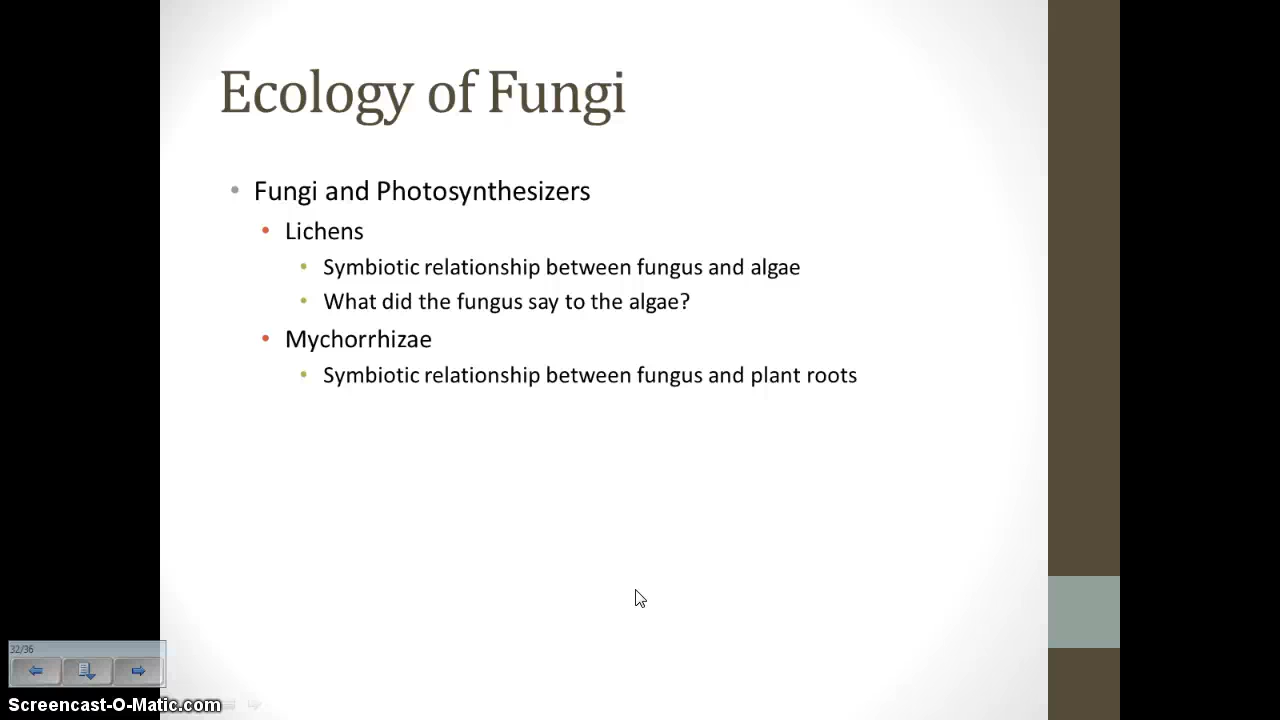 Ecology of Fungi
• Fungi and Photosynthesizers
• Lichens
• Symbiotic relationship between fungus and algae
• What did the fungus say to the algae?
• Mychorrhizae
• Symbiotic relationship between fungus and plant roots
32/36
Screencast-O-Matic.com